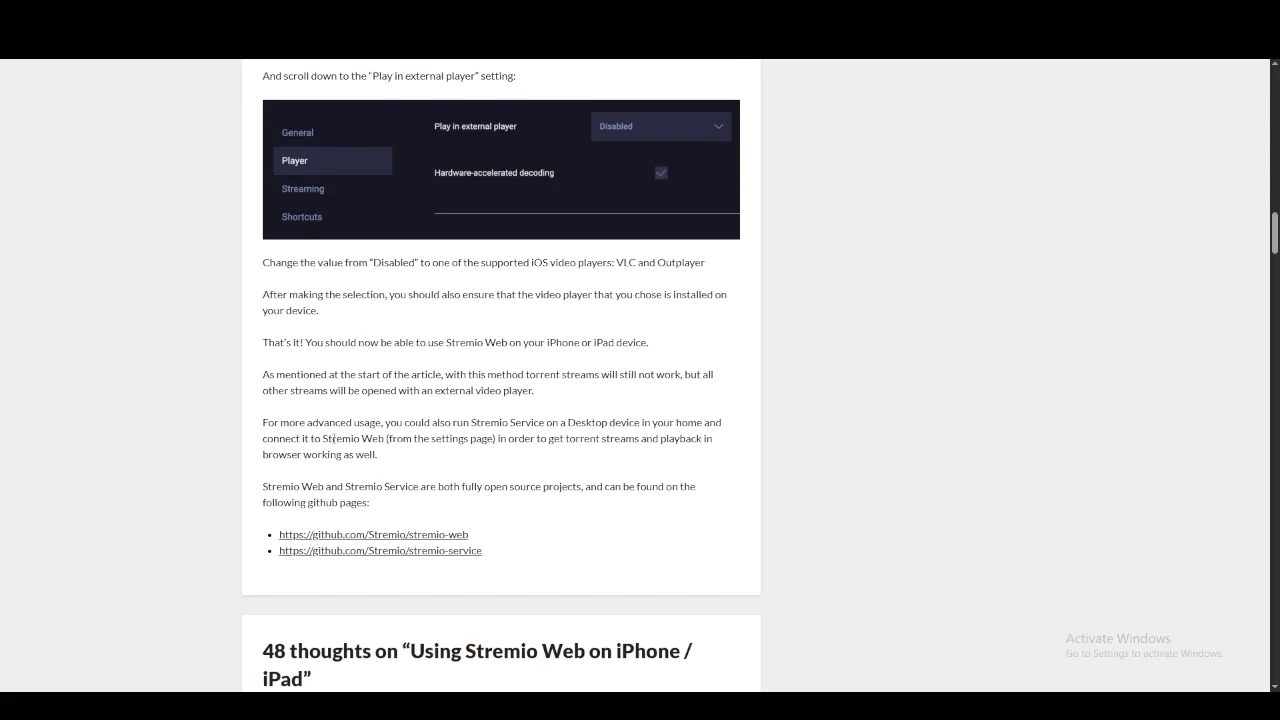 And scroll down to the “Play in external player” setting:
General
Play in external player
Disabled
Player
Hardware-accelerated decoding
Streaming
Shortcuts
Change the value from “Disabled” to one of the supported iOS video players: VLC and Outplayer
After making the selection, you should also ensure that the video player that you chose is installed on
your device.
That’s it! You should now be able to use Stremio Web on your iPhone or iPad device.
As mentioned at the start of the article, with this method torrent streams will still not work, but all
other streams will be opened with an external video player.
For more advanced usage, you could also run Stremio Service on a Desktop device in your home and
connect it to Stremio Web (from the settings page) in order to get torrent streams and playback in
browser working as well.
Stremio Web and Stremio Service are both fully open source projects, and can be found on the
following github pages:
• https://github.com/Stremio/stremio-web
• https://github.com/Stremio/stremio-service
48 thoughts on “Using Stremio Web on iPhone /
iPad”
Activate Windows
Go to Settings to activate Windows.